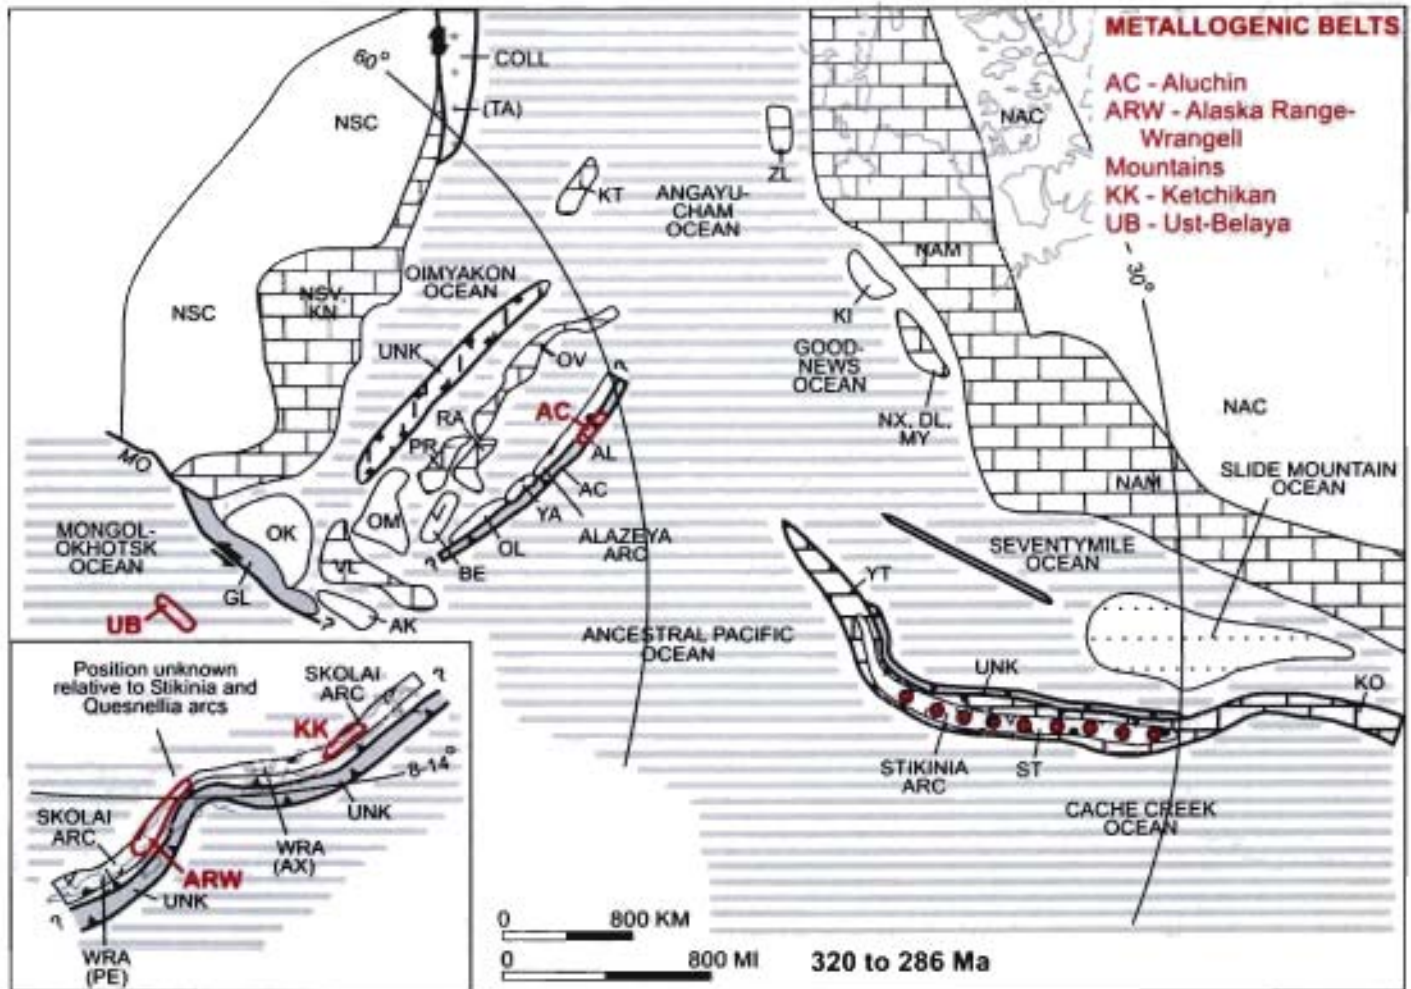 METALLOGENIC BELTS
AC - Aluchin
ARW - Alaska Range-
Wrangell
Mountains
KK - Ketchikan
UB - Ust-Belaya
60°
COLL
(TA)
NSC
NAC
ZL
KT
ANGAYU-
CHAM
OCEAN
NAM
30°
OIMYAKON
OCEAN
NSC
NSV,
KN
KI
UNK
OV
GOOD-
NEWS
OCEAN
?
AC
RA
NAC
NX, DL,
MY
PR
AL
MO
SLIDE MOUNTAIN
OCEAN
NAM
AC
OM
YA
MONGOL-
OKHOTSK
OCEAN
OK
ALAZEYA
ARC
OL
SEVENTYMILE
OCEAN
VL
?
BE
YT
GL
UB
?
AK
ANCESTRAL PACIFIC
OCEAN
Position unknown
relative to Stikinia and
Quesnellia arcs
SKOLAI
ARC
?
UNK
KO
KK
8-14°
STIKINIA
ARC
ST
UNK
CACHE CREEK
OCEAN
SKOLAI
ARC
WRA
(AX)
ARW
UNK
?
WRA
(PE)
0 800 KM
0 800 MI
320 to 286 Ma